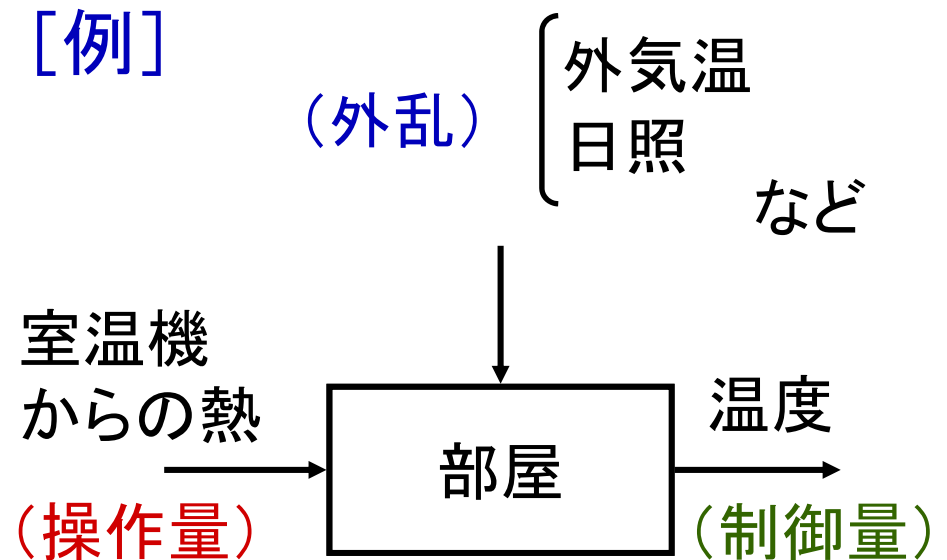 ［例］
（外乱）
外気温
日照
など
室温機
からの熱
部屋
温度
（操作量）
（制御量）